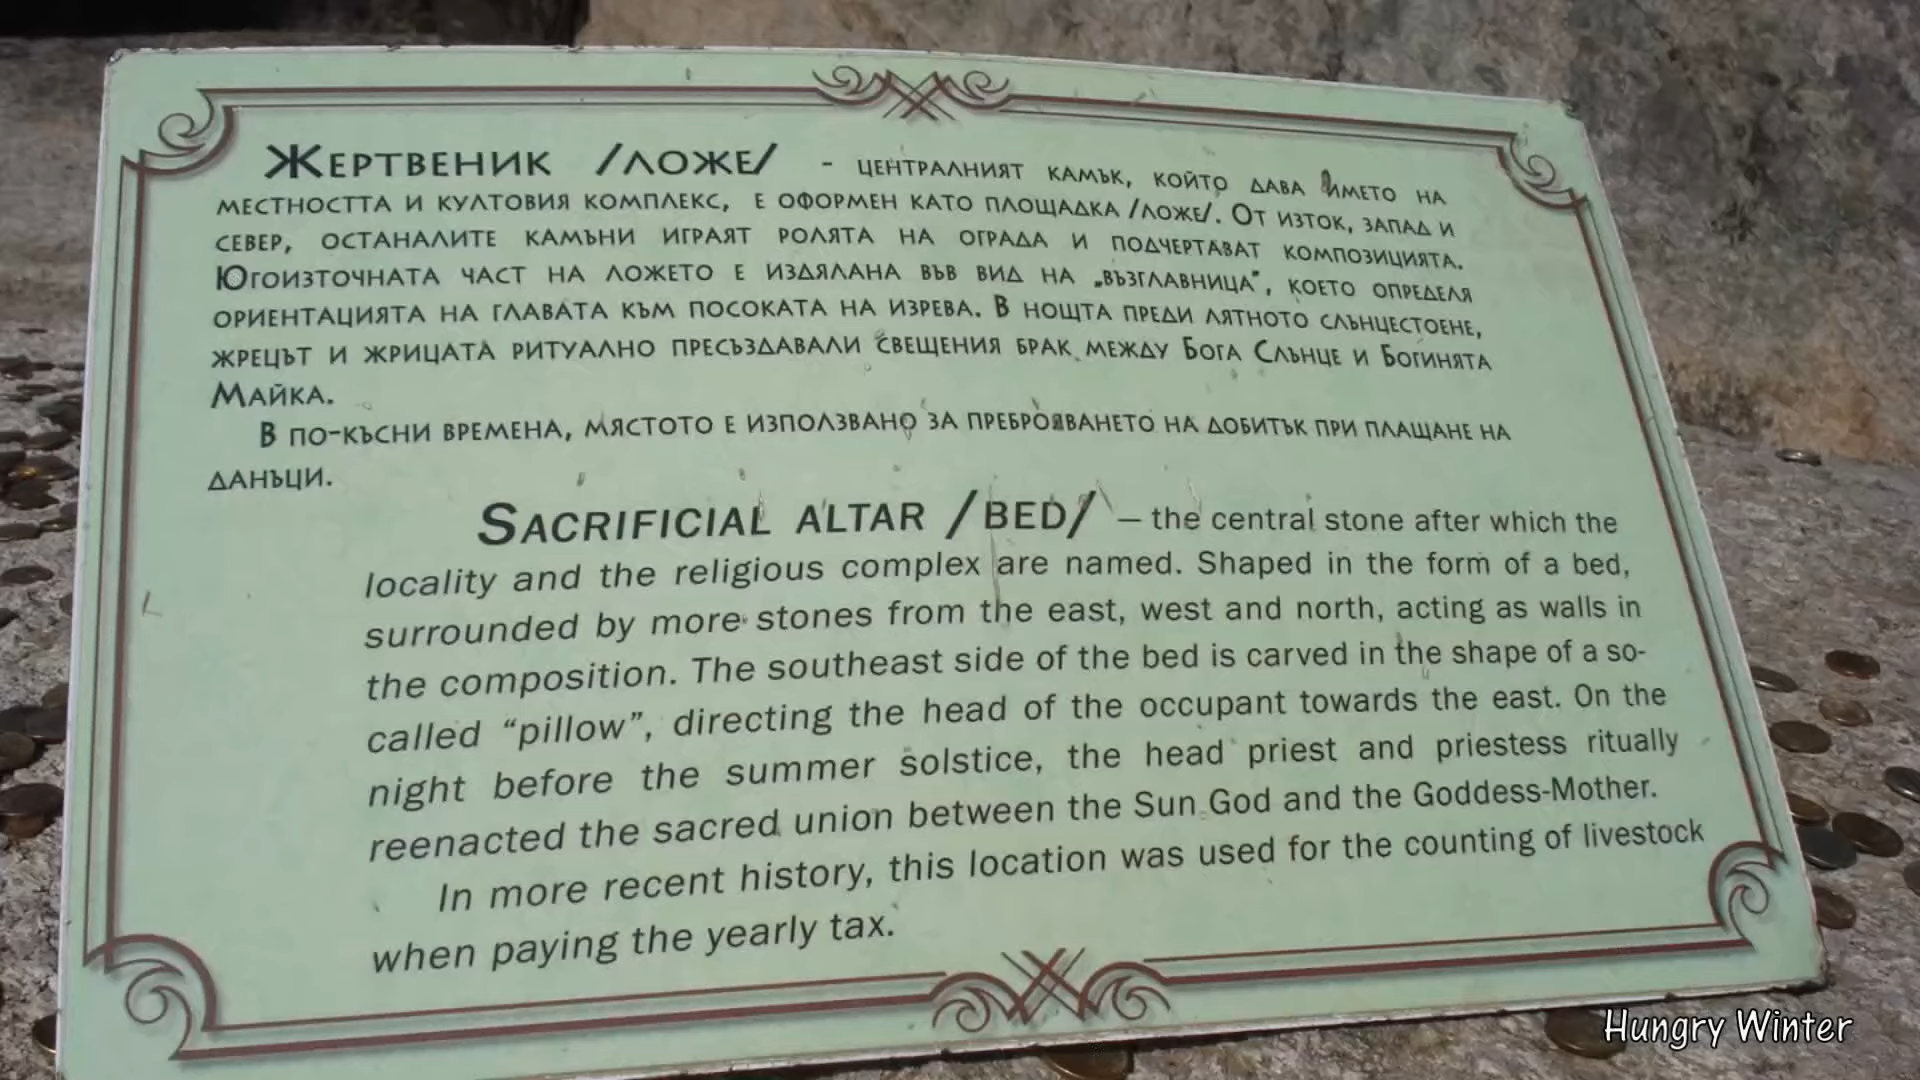 Жертвеник /ложе/ - централният камък, който дава името на
местността и култовия комплекс, е оформен като площадка /ложе/. От изток, запад и
север, останалите камъни играят ролята на ограда и подчертават композицията.
Югоизточната част на ложето е издялана във вид на „възглавница", което определя
ориентацията на главата към посоката на изрева. В нощта преди лятното слънцестоене,
жрецът и жрицата ритуално пресъздавали свещения брак между Бога Слънце и Богинята
Майка.
В по-късни времена, мястото е използвано за преброяването на добитък при плащане на
данъци.
Sacrificial altar /bed/ – the central stone after which the
locality and the religious complex are named. Shaped in the form of a bed,
surrounded by more stones from the east, west and north, acting as walls in
the composition. The southeast side of the bed is carved in the shape of a so-
called “pillow”, directing the head of the occupant towards the east. On the
night before the summer solstice, the head priest and priestess ritually
reenacted the sacred union between the Sun God and the Goddess-Mother.
In more recent history, this location was used for the counting of livestock
when paying the yearly tax.
Hungry Winter